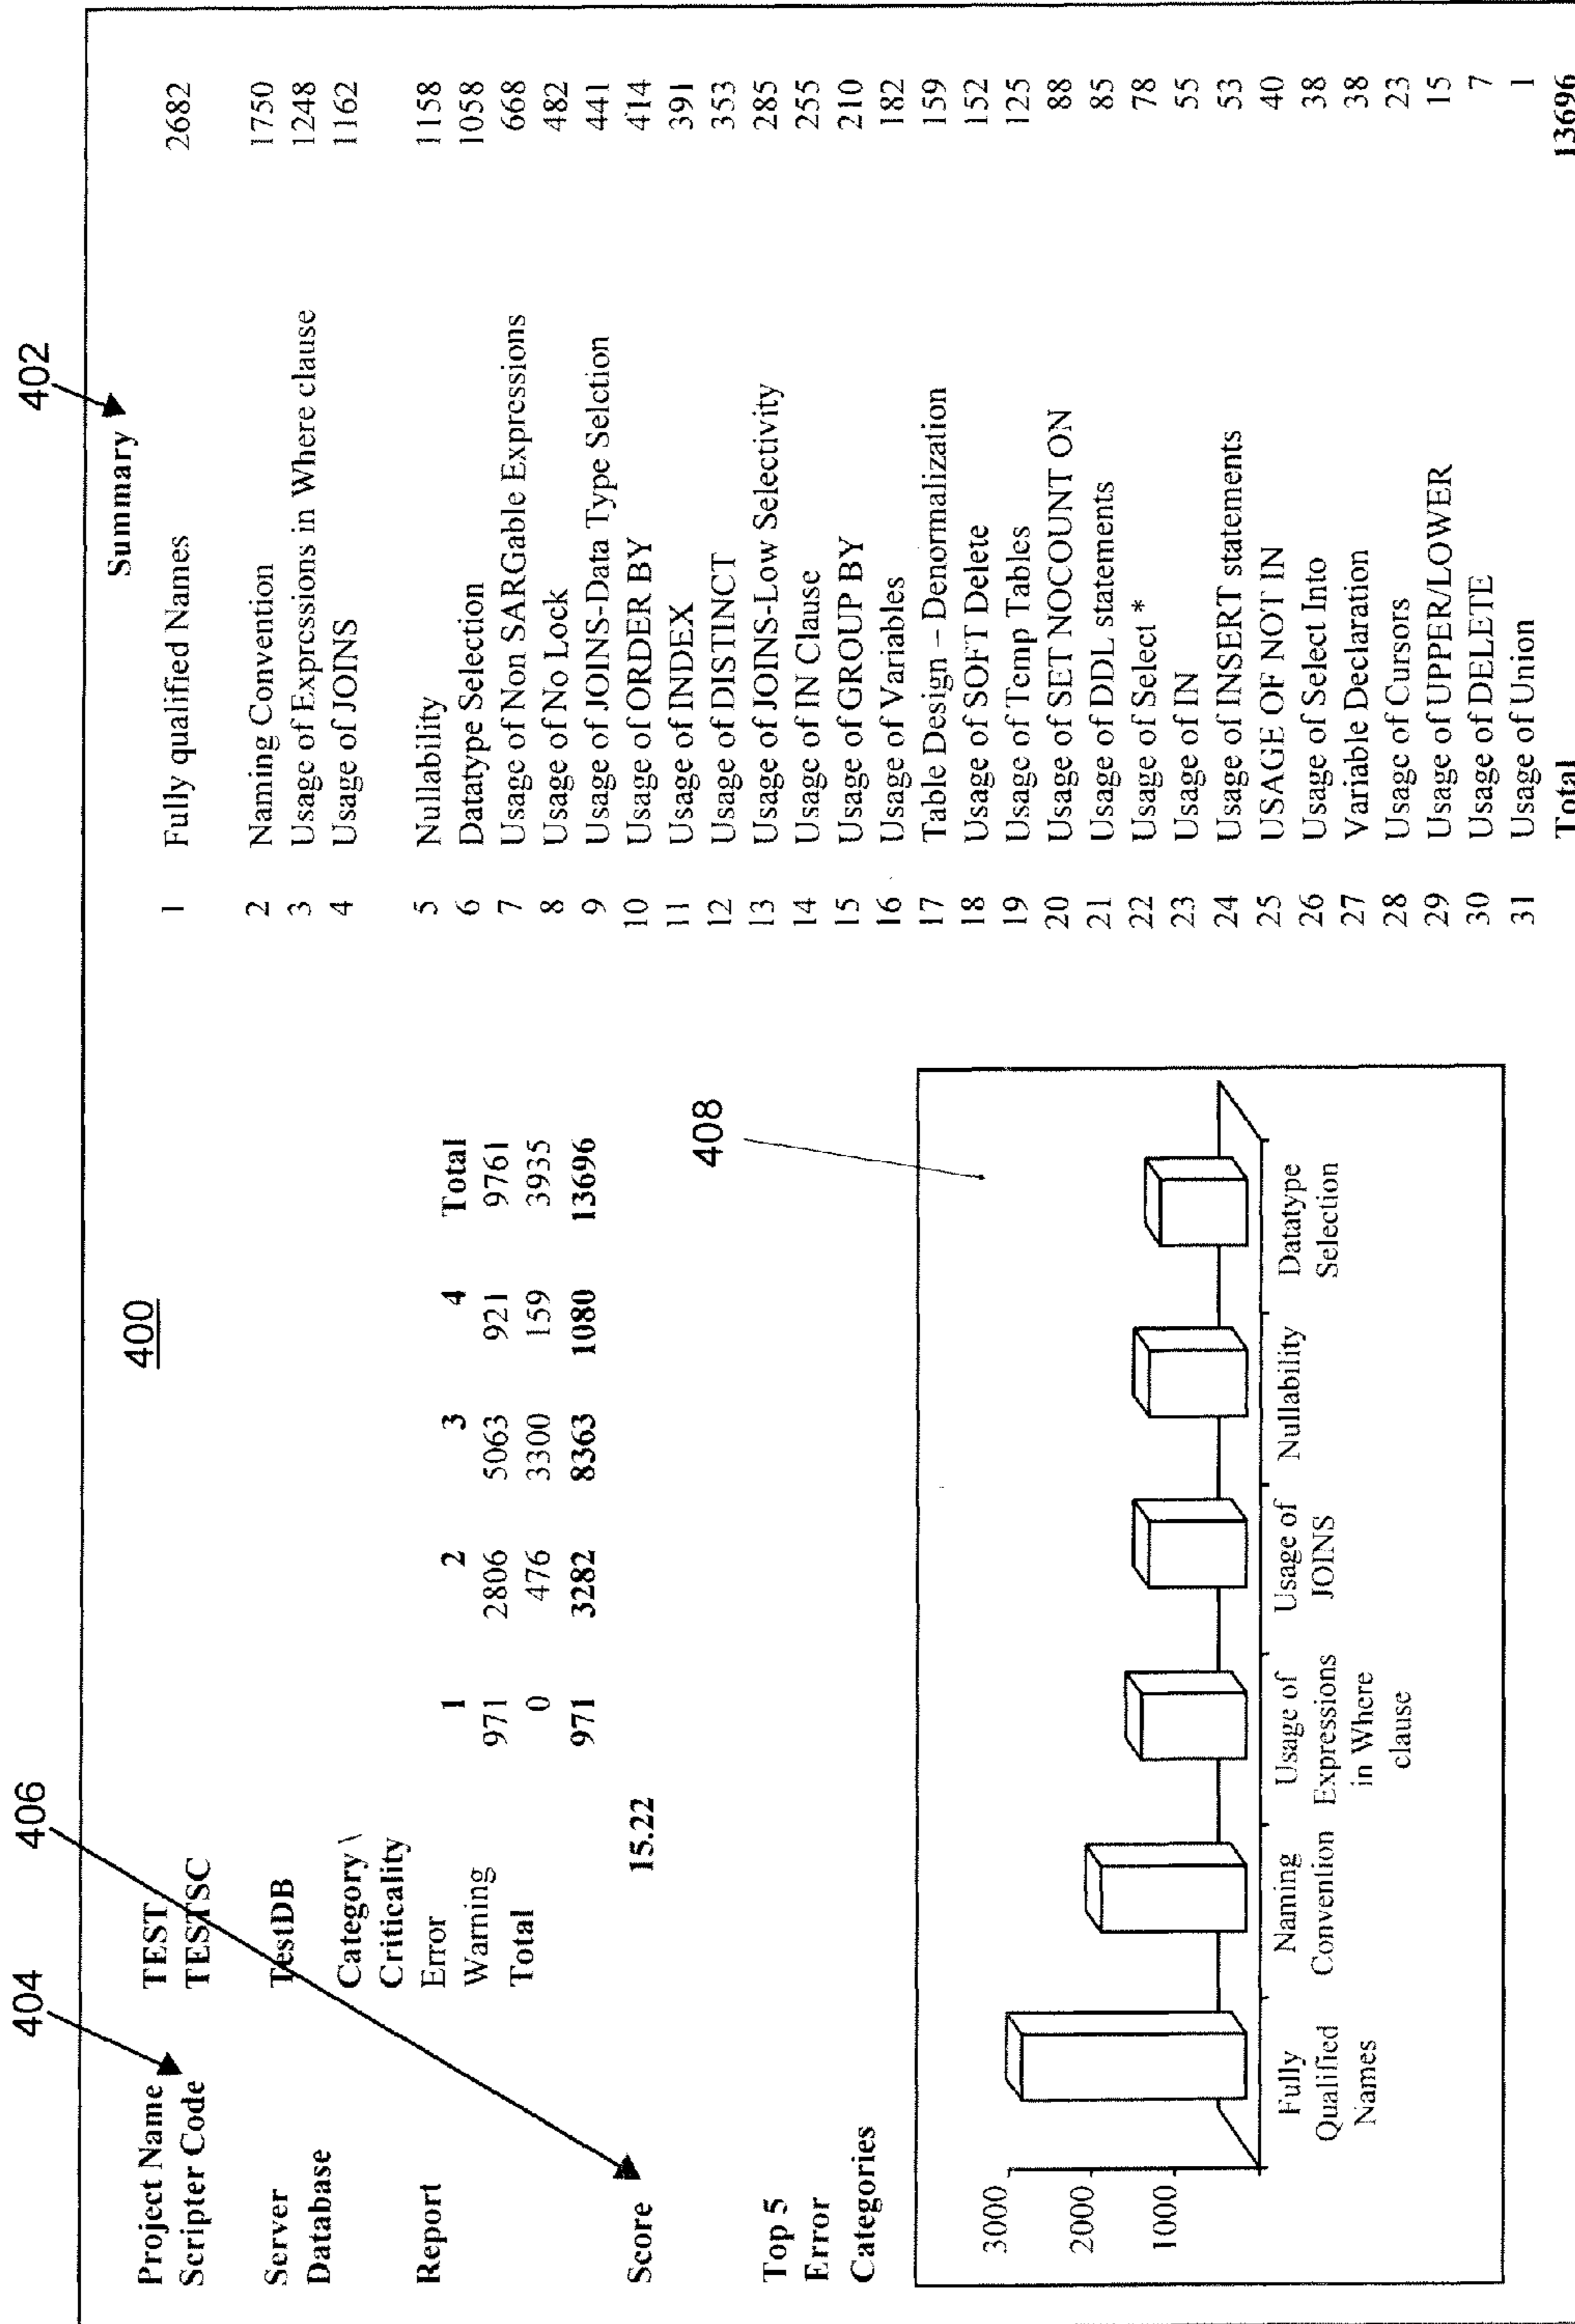 400
402
404
406
408
Project Name TEST
Scripter Code TESTSC
Server
Database TestDB
Category \
Criticality
Report Error
Warning
Total
1 2 3 4 Total
971 2806 5063 921 9761
0 476 3300 159 3935
971 3282 8363 1080 13696
Score 15.22
Top 5
Error
Categories
3000
2000
1000
Fully
Qualified
Names
Naming
Convention
Usage of
Expressions
in Where
clause
Usage of
JOINS
Nullability
Datatype
Selection
Summary
1 Fully qualified Names 2682
2 Naming Convention 1750
3 Usage of Expressions in Where clause 1248
4 Usage of JOINS 1162
5 Nullability 1158
6 Datatype Selection 1058
7 Usage of Non SARGable Expressions 668
8 Usage of No Lock 482
9 Usage of JOINS-Data Type Selction 441
10 Usage of ORDER BY 414
11 Usage of INDEX 391
12 Usage of DISTINCT 353
13 Usage of JOINS-Low Selectivity 285
14 Usage of IN Clause 255
15 Usage of GROUP BY 210
16 Usage of Variables 182
17 Table Design – Denormalization 159
18 Usage of SOFT Delete 152
19 Usage of Temp Tables 125
20 Usage of SET NOCOUNT ON 88
21 Usage of DDL statements 85
22 Usage of Select * 78
23 Usage of IN 55
24 Usage of INSERT statements 53
25 USAGE OF NOT IN 40
26 Usage of Select Into 38
27 Variable Declaration 38
28 Usage of Cursors 23
29 Usage of UPPER/LOWER 15
30 Usage of DELETE 7
31 Usage of Union 1
Total 13696